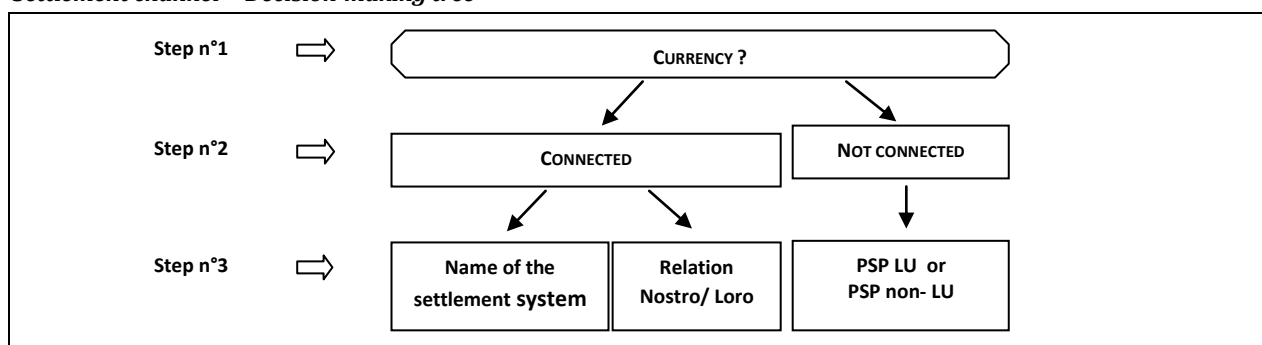 Step n°1
CURRENCY ?
Step n°2
CONNECTED
NOT CONNECTED
Step n°3
Name of the
settlement system
Relation
Nostro/ Loro
PSP LU or
PSP non- LU